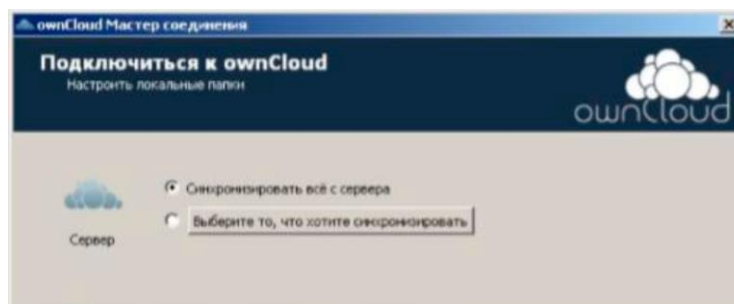 ownCloud Мастер соединения
Подключиться к ownCloud
Настроить локальные папки
ownCloud
Синхронизировать всё с сервера
Выберите то, что хотите синхронизировать
Сервер